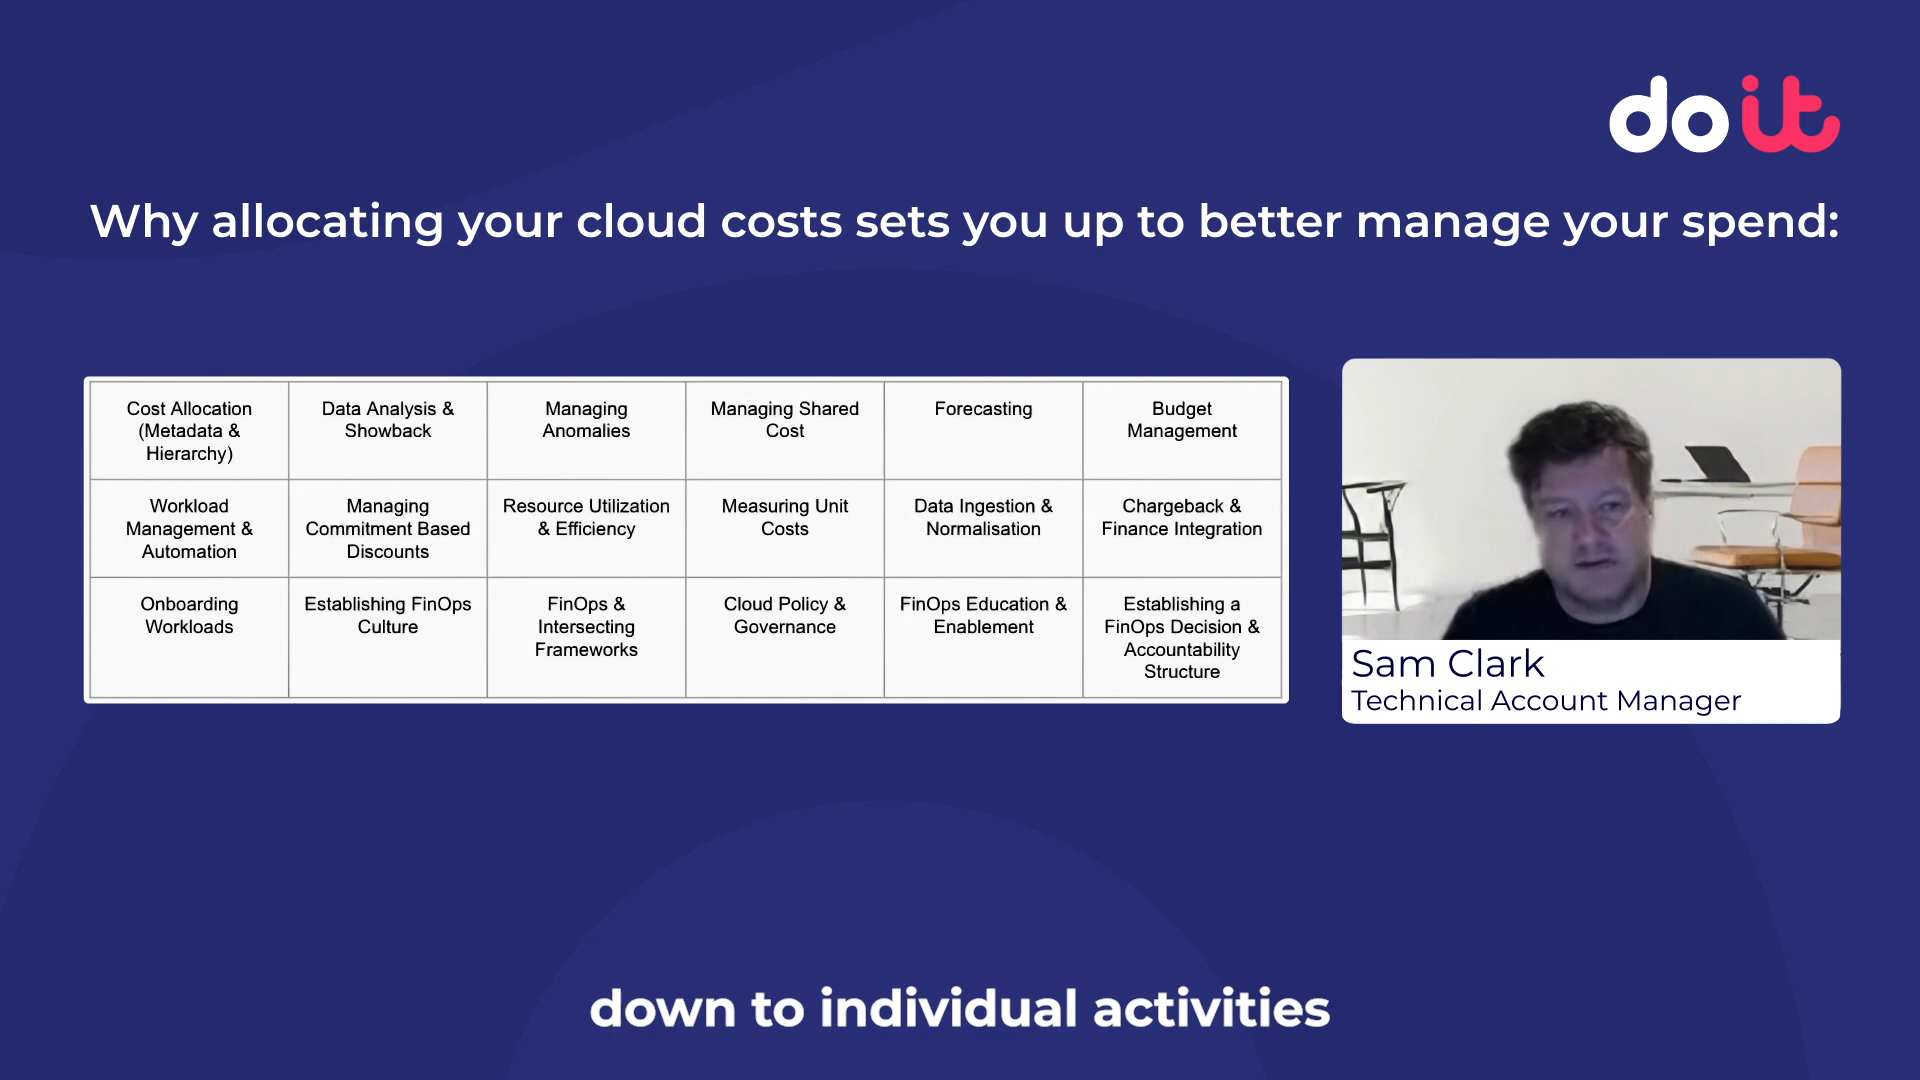 doit
Why allocating your cloud costs sets you up to better manage your spend:
Cost Allocation
(Metadata &
Hierarchy)
Data Analysis &
Showback
Managing
Anomalies
Managing Shared
Cost
Forecasting
Budget
Management
Workload
Management &
Automation
Managing
Commitment Based
Discounts
Resource Utilization
& Efficiency
Measuring Unit
Costs
Data Ingestion &
Normalisation
Chargeback &
Finance Integration
Onboarding
Workloads
Establishing FinOps
Culture
FinOps &
Intersecting
Frameworks
Cloud Policy &
Governance
FinOps Education &
Enablement
Establishing a
FinOps Decision &
Accountability
Structure
Sam Clark
Technical Account Manager
down to individual activities